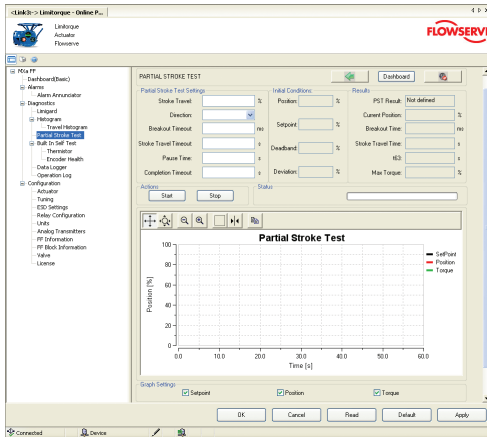 <Link It-> Limitorque - Online P...
Limitorque
Actuator
Flowserve
FLOWSERVE
MXa FF
Dashboard(Basic)
Alarms
Alarm Annunciator
Diagnostics
Limigard
Histogram
Travel Histogram
Partial Stroke Test
Built In Self Test
Thermistor
Encoder Health
Data Logger
Operation Log
Configuration
Actuator
Tuning
ESD Settings
Relay Configuration
Units
Analog Transmitters
FF Information
FF Block Information
Valve
License
PARTIAL STROKE TEST
Dashboard
Partial Stroke Test Settings
Stroke Travel: %
Direction:
Breakout Timeout: ms
Stroke Travel Timeout: s
Pause Time: s
Completion Timeout: s
Initial Conditions
Position: %
Setpoint: %
Deadband: %
Deviation: %
Results
PST Result: Not defined
Current Position: %
Breakout Time: ms
Stroke Travel Time: s
t63: s
Max Torque: %
Actions
Start Stop
Status
Partial Stroke Test
Position [%]
100
80
60
40
20
0
0.0 10.0 20.0 30.0 40.0 50.0 60.0
Time [s]
SetPoint
Position
Torque
Graph Settings
Setpoint Position Torque
OK Cancel Read Default Apply
Connected Device